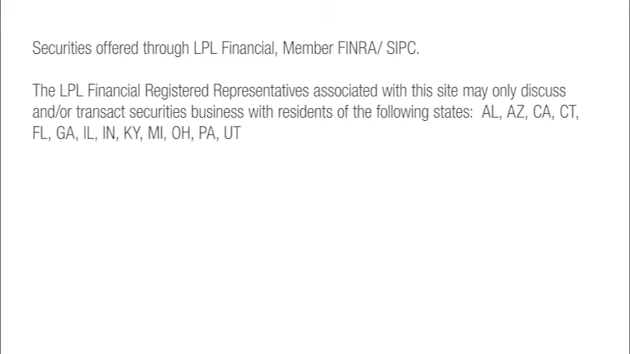 Securities offered through LPL Financial, Member FINRA/ SIPC.
The LPL Financial Registered Representatives associated with this site may only discuss
and/or transact securities business with residents of the following states:  AL, AZ, CA, CT,
FL, GA, IL, IN, KY, MI, OH, PA, UT